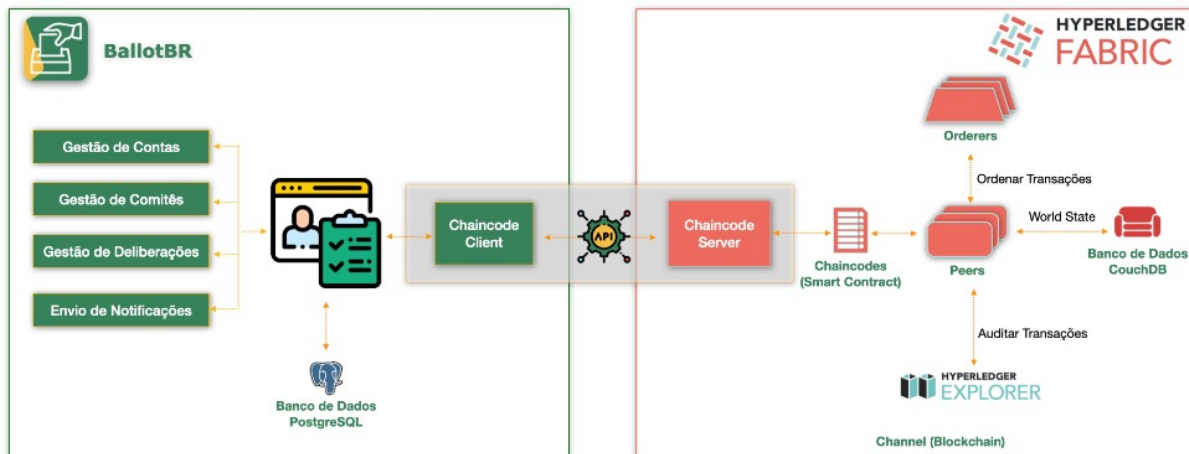 BallotBR
Gestão de Contas
Gestão de Comitês
Gestão de Deliberações
Envio de Notificações
Banco de Dados
PostgreSQL
Chaincode
Client
API
Chaincode
Server
HYPERLEDGER
FABRIC
Orderers
Ordenar Transações
Chaincodes
(Smart Contract)
Peers
World State
Banco de Dados
CouchDB
Auditar Transações
HYPERLEDGER
EXPLORER
Channel (Blockchain)